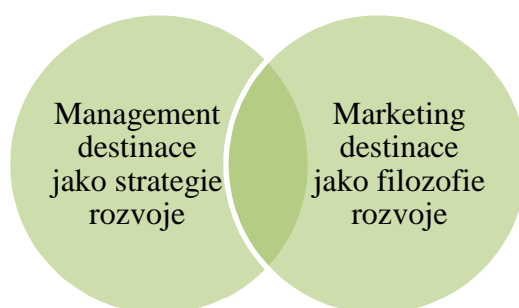 Management
destinace
jako strategie
rozvoje
Marketing
destinace
jako filozofie
rozvoje